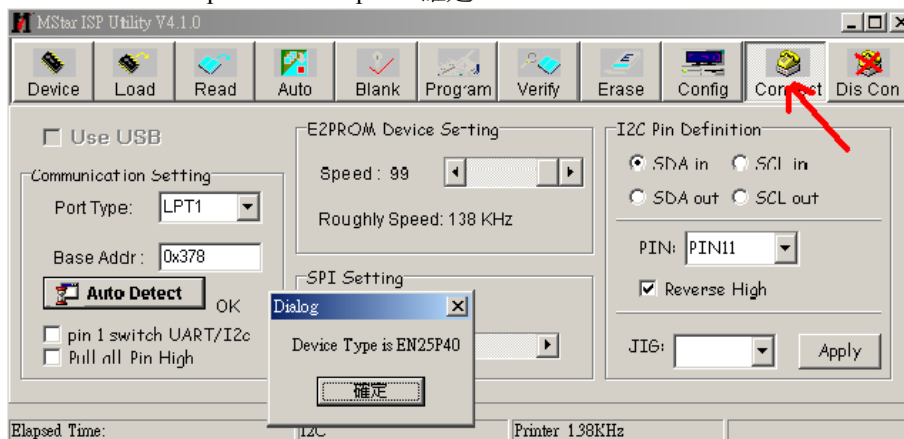 MStar ISP Utility V4.1.0
Device Load Read Auto Blank Program Verify Erase Config Connect Dis Con
Use USB
Communication Setting
Port Type: LPT1
Base Addr : 0x378
Auto Detect OK
pin 1 switch UART/I2c
Pull all Pin High
E2PROM Device Setting
Speed : 99
Roughly Speed: 138 KHz
SPI Setting
Dialog
Device Type is EN25P40
確定
I2C Pin Definition
SDA in SCL in
SDA out SCL out
PIN: PIN11
Reverse High
JIG: Apply
Elapsed Time: I2C Printer 138KHz